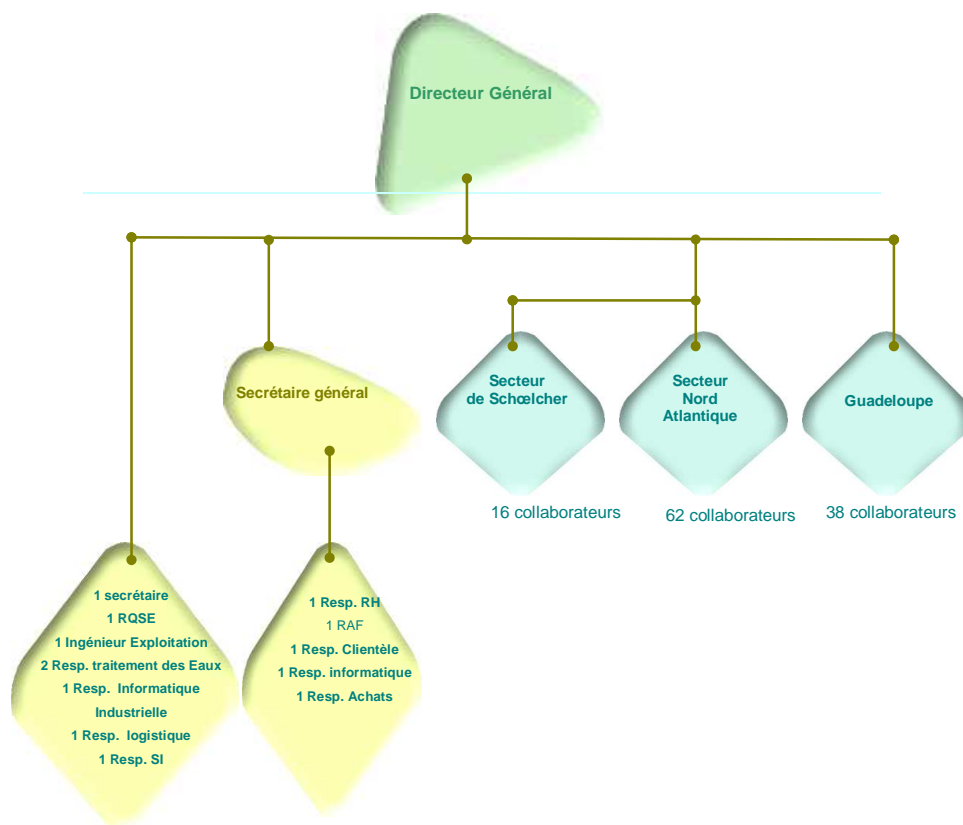 Directeur Général
Secrétaire général
Secteur
de Schœlcher
Secteur
Nord
Atlantique
Guadeloupe
16 collaborateurs
62 collaborateurs
38 collaborateurs
1 secrétaire
1 RQSE
1 Ingénieur Exploitation
2 Resp. traitement des Eaux
1 Resp. Informatique
Industrielle
1 Resp. logistique
1 Resp. SI
1 Resp. RH
1 RAF
1 Resp. Clientèle
1 Resp. informatique
1 Resp. Achats